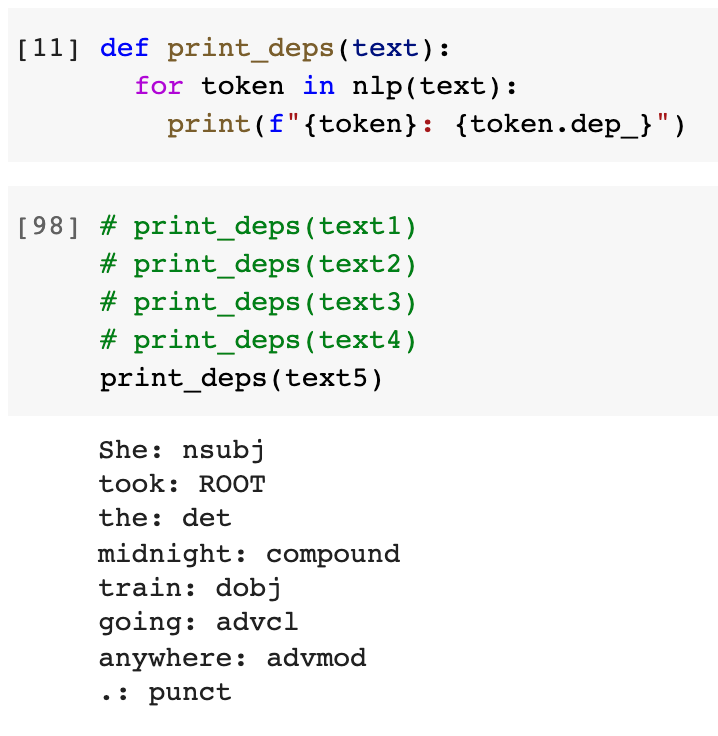 [11] def print_deps(text):
for token in nlp(text):
print(f"{token}: {token.dep_}")
[98] # print_deps(text1)
# print_deps(text2)
# print_deps(text3)
# print_deps(text4)
print_deps(text5)
She: nsubj
took: ROOT
the: det
midnight: compound
train: dobj
going: advcl
anywhere: advmod
.: punct